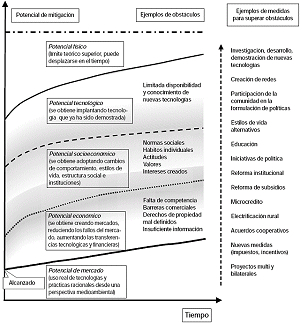 Potencial de mitigación
Ejemplos de obstáculos
Ejemplos de medidas
para superar obstáculos
Potencial físico
(límite teórico superior, puede
desplazarse en el tiempo)
Potencial tecnológico
(se obtiene implantando tecnolo-
gía que ya ha sido demostrada)
Potencial socioeconómico
(se obtiene adoptando cambios
de comportamiento, estilos de
vida, estructura social e
instituciones)
Potencial económico
(se obtiene creando mercados,
reduciendo los fallos del merca-
do, aumentando las transferen-
cias tecnológicas y financieras)
Potencial de mercado
(uso real de tecnologías y
prácticas racionales desde una
perspectiva medioambiental)
Alcanzado
Limitada disponibilidad
y conocimiento de
nuevas tecnologías
Normas sociales
Hábitos individuales
Actitudes
Valores
Intereses creados
Falta de competencia
Barreras comerciales
Derechos de propiedad
mal definidos
Insuficiente información
Investigación, desarrollo,
demostración de nuevas
tecnologías
Creación de redes
Participación de la
comunidad en la
formulación de políticas
Estilos de vida
alternativos
Educación
Iniciativas de política
Reforma institucional
Reforma de subsidios
Microcredito
Electrificación rural
Acuerdos cooperativos
Nuevas medidas
(impuestos, incentivos)
Proyectos multi y
bilaterales
Tiempo